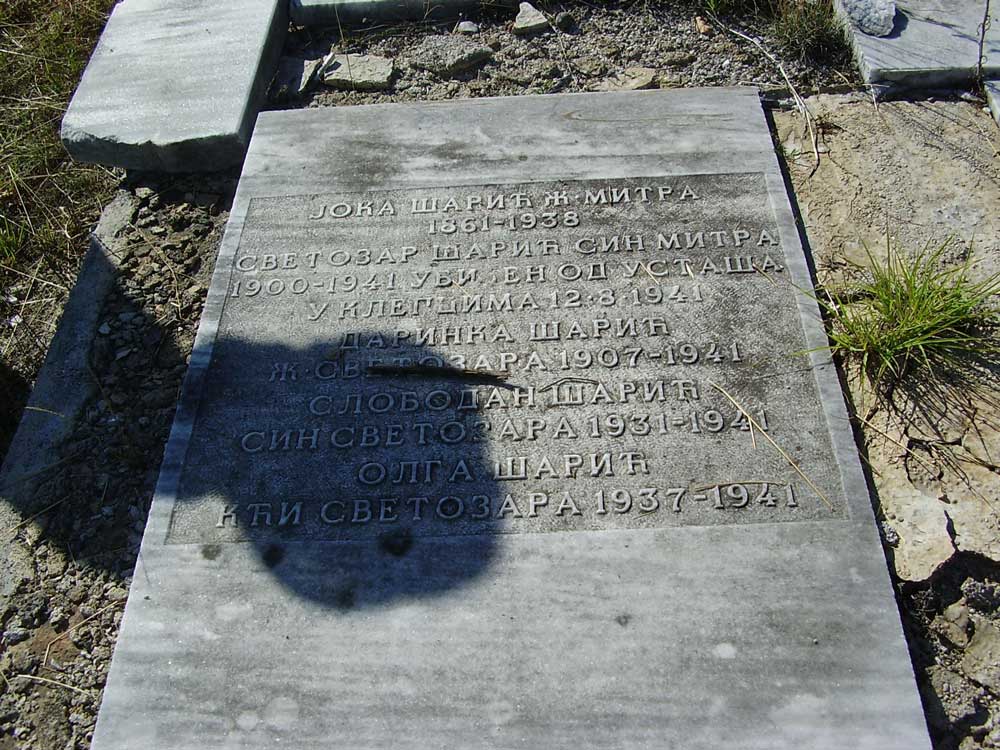 ЈОКА ШАРИЋ Ж·МИТРА
1861-1938
СВЕТОЗАР ШАРИЋ СИН МИТРА
1900-1941 УБИЈЕН ОД УСТАША
У КЛЕПЦИМА 12·8·1941
ДАРИНКА ШАРИЋ
Ж·СВЕТОЗАРА 1907-1941
СЛОБОДАН ШАРИЋ
СИН СВЕТОЗАРА 1931-1941
ОЛГА ШАРИЋ
КЋИ СВЕТОЗАРА 1937-1941